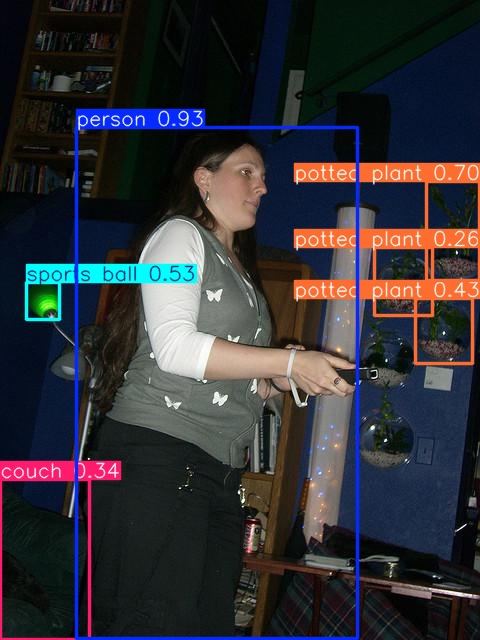 person 0.93
potted plant 0.70
potted plant 0.26
sports ball 0.53
potted plant 0.43
couch 0.34